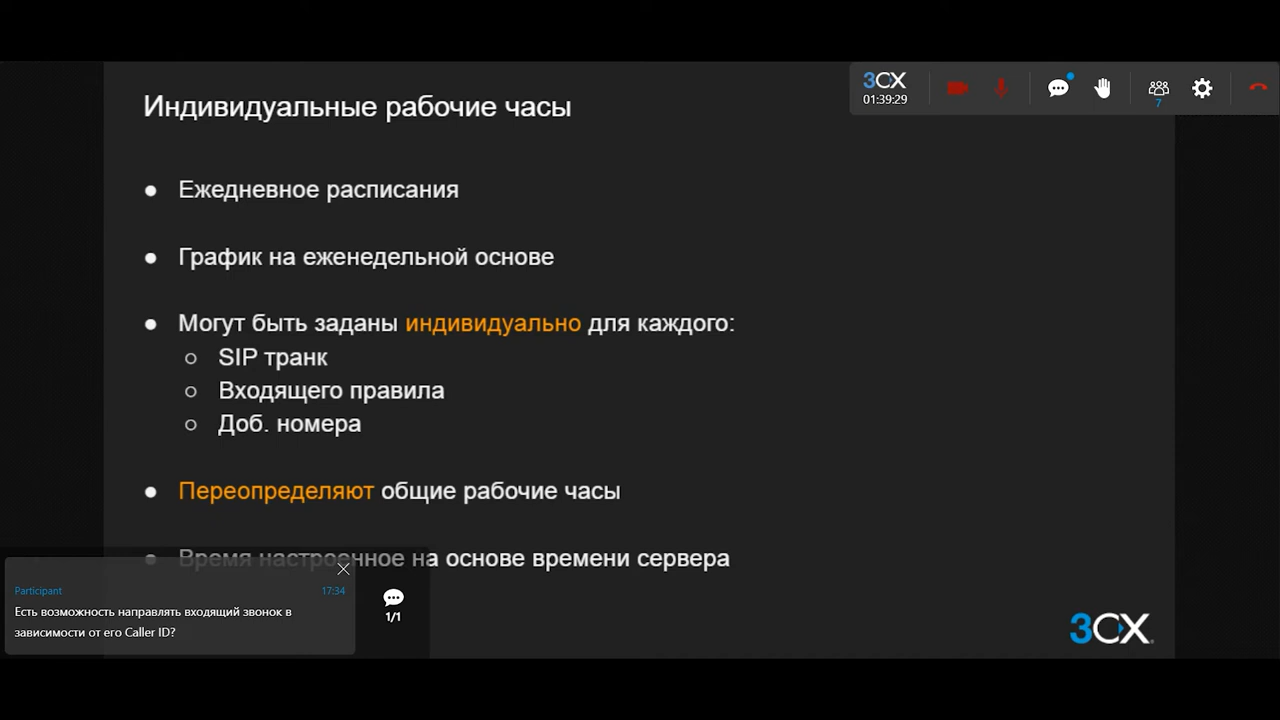 3CX
01:39:29
7
Индивидуальные рабочие часы
● Ежедневное расписания
● График на еженедельной основе
● Могут быть заданы индивидуально для каждого:
○ SIP транк
○ Входящего правила
○ Доб. номера
● Переопределяют общие рабочие часы
● Время настроенное на основе времени сервера
Participant 17:34
Есть возможность направлять входящий звонок в
зависимости от его Caller ID?
1/1
3CX